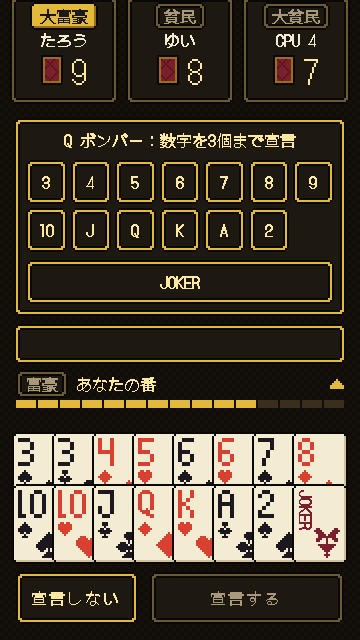 大富豪 貧民 大貧民
たろう ゆい CPU 4
9 8 7
Q ボンバー：数字を3個まで宣言
3 4 5 6 7 8 9
10 J Q K A 2
JOKER
富豪 あなたの番
3 3 4 5 6 6 7 8
10 10 J Q K A 2 JOKER
宣言しない 宣言する